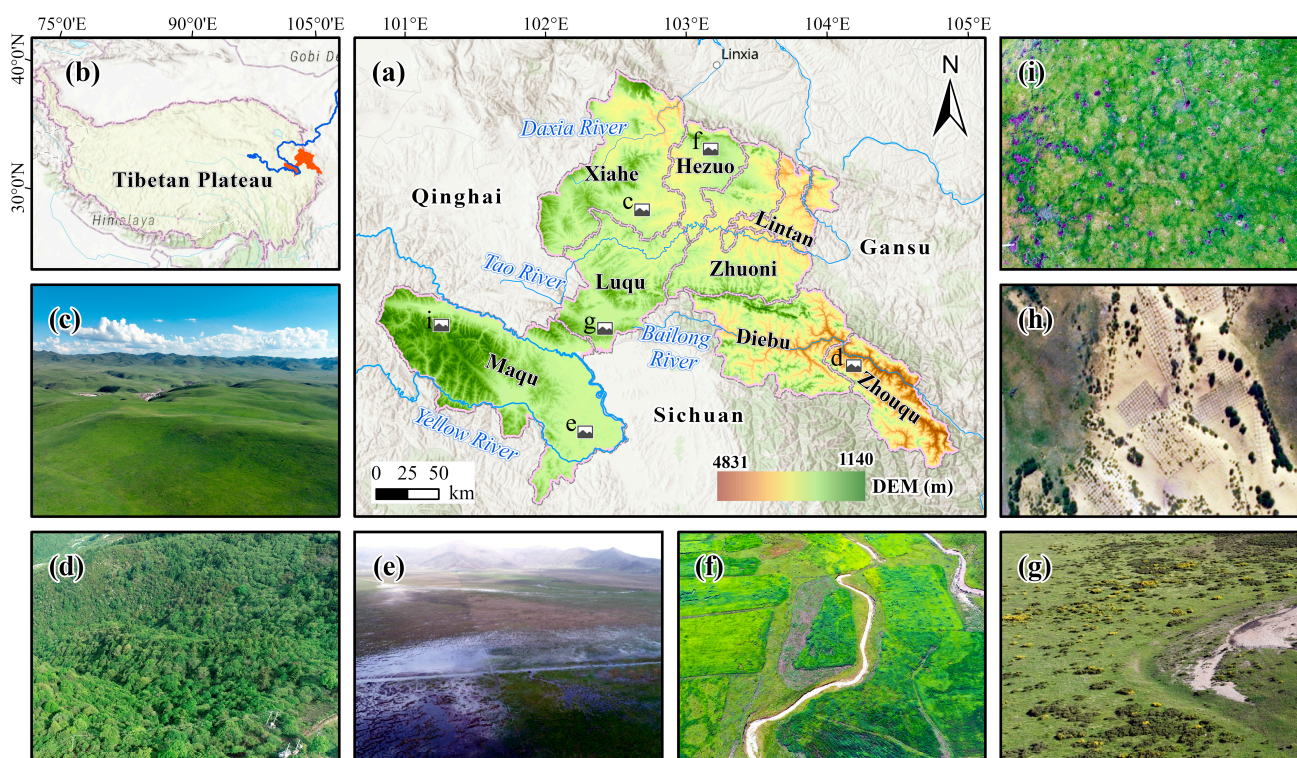 75°0'E 90°0'E 105°0'E
40°0'N
30°0'N
(b)
Gobi De
Tibetan Plateau
Himalaya
101°E 102°E 103°E 104°E 105°E
(a)
Linxia
N
Daxia River
f
Hezuo
Xiahe
Qinghai
c
Lintan
Gansu
Tao River
Luqu
Zhuoni
i
g
Bailong
River
Diebu
d
Maqu
Zhouqu
Sichuan
e
Yellow River
0 25 50
km
4831 1140
DEM (m)
(i)
(c)
(h)
(d)
(e)
(f)
(g)